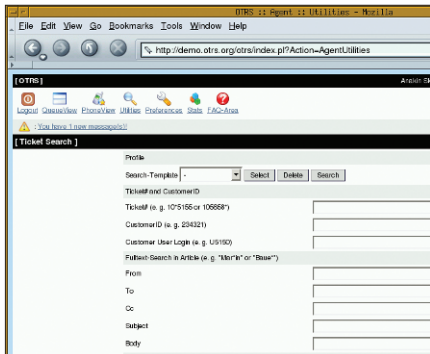 OTRS :: Agent :: Utilities - Mozilla
File Edit View Go Bookmarks Tools Window Help
http://demo.otrs.org/otrs/index.pl?Action=AgentUtilities
[ OTRS ]
Logout QueueView PhoneView Utilities Preferences Stats FAQ-Area
: You have 1 new message(s)!
[ Ticket Search ]
Profile
Search-Template - Select Delete Search
Ticket# and CustomerID
Ticket# (e. g. 10*5155 or 105658*)
CustomerID (e. g. 234321)
Customer User Login (e. g. U5150)
Fulltext-Search in Article (e. g. "Mar*in" or "Baue*")
From
To
Cc
Subject
Body